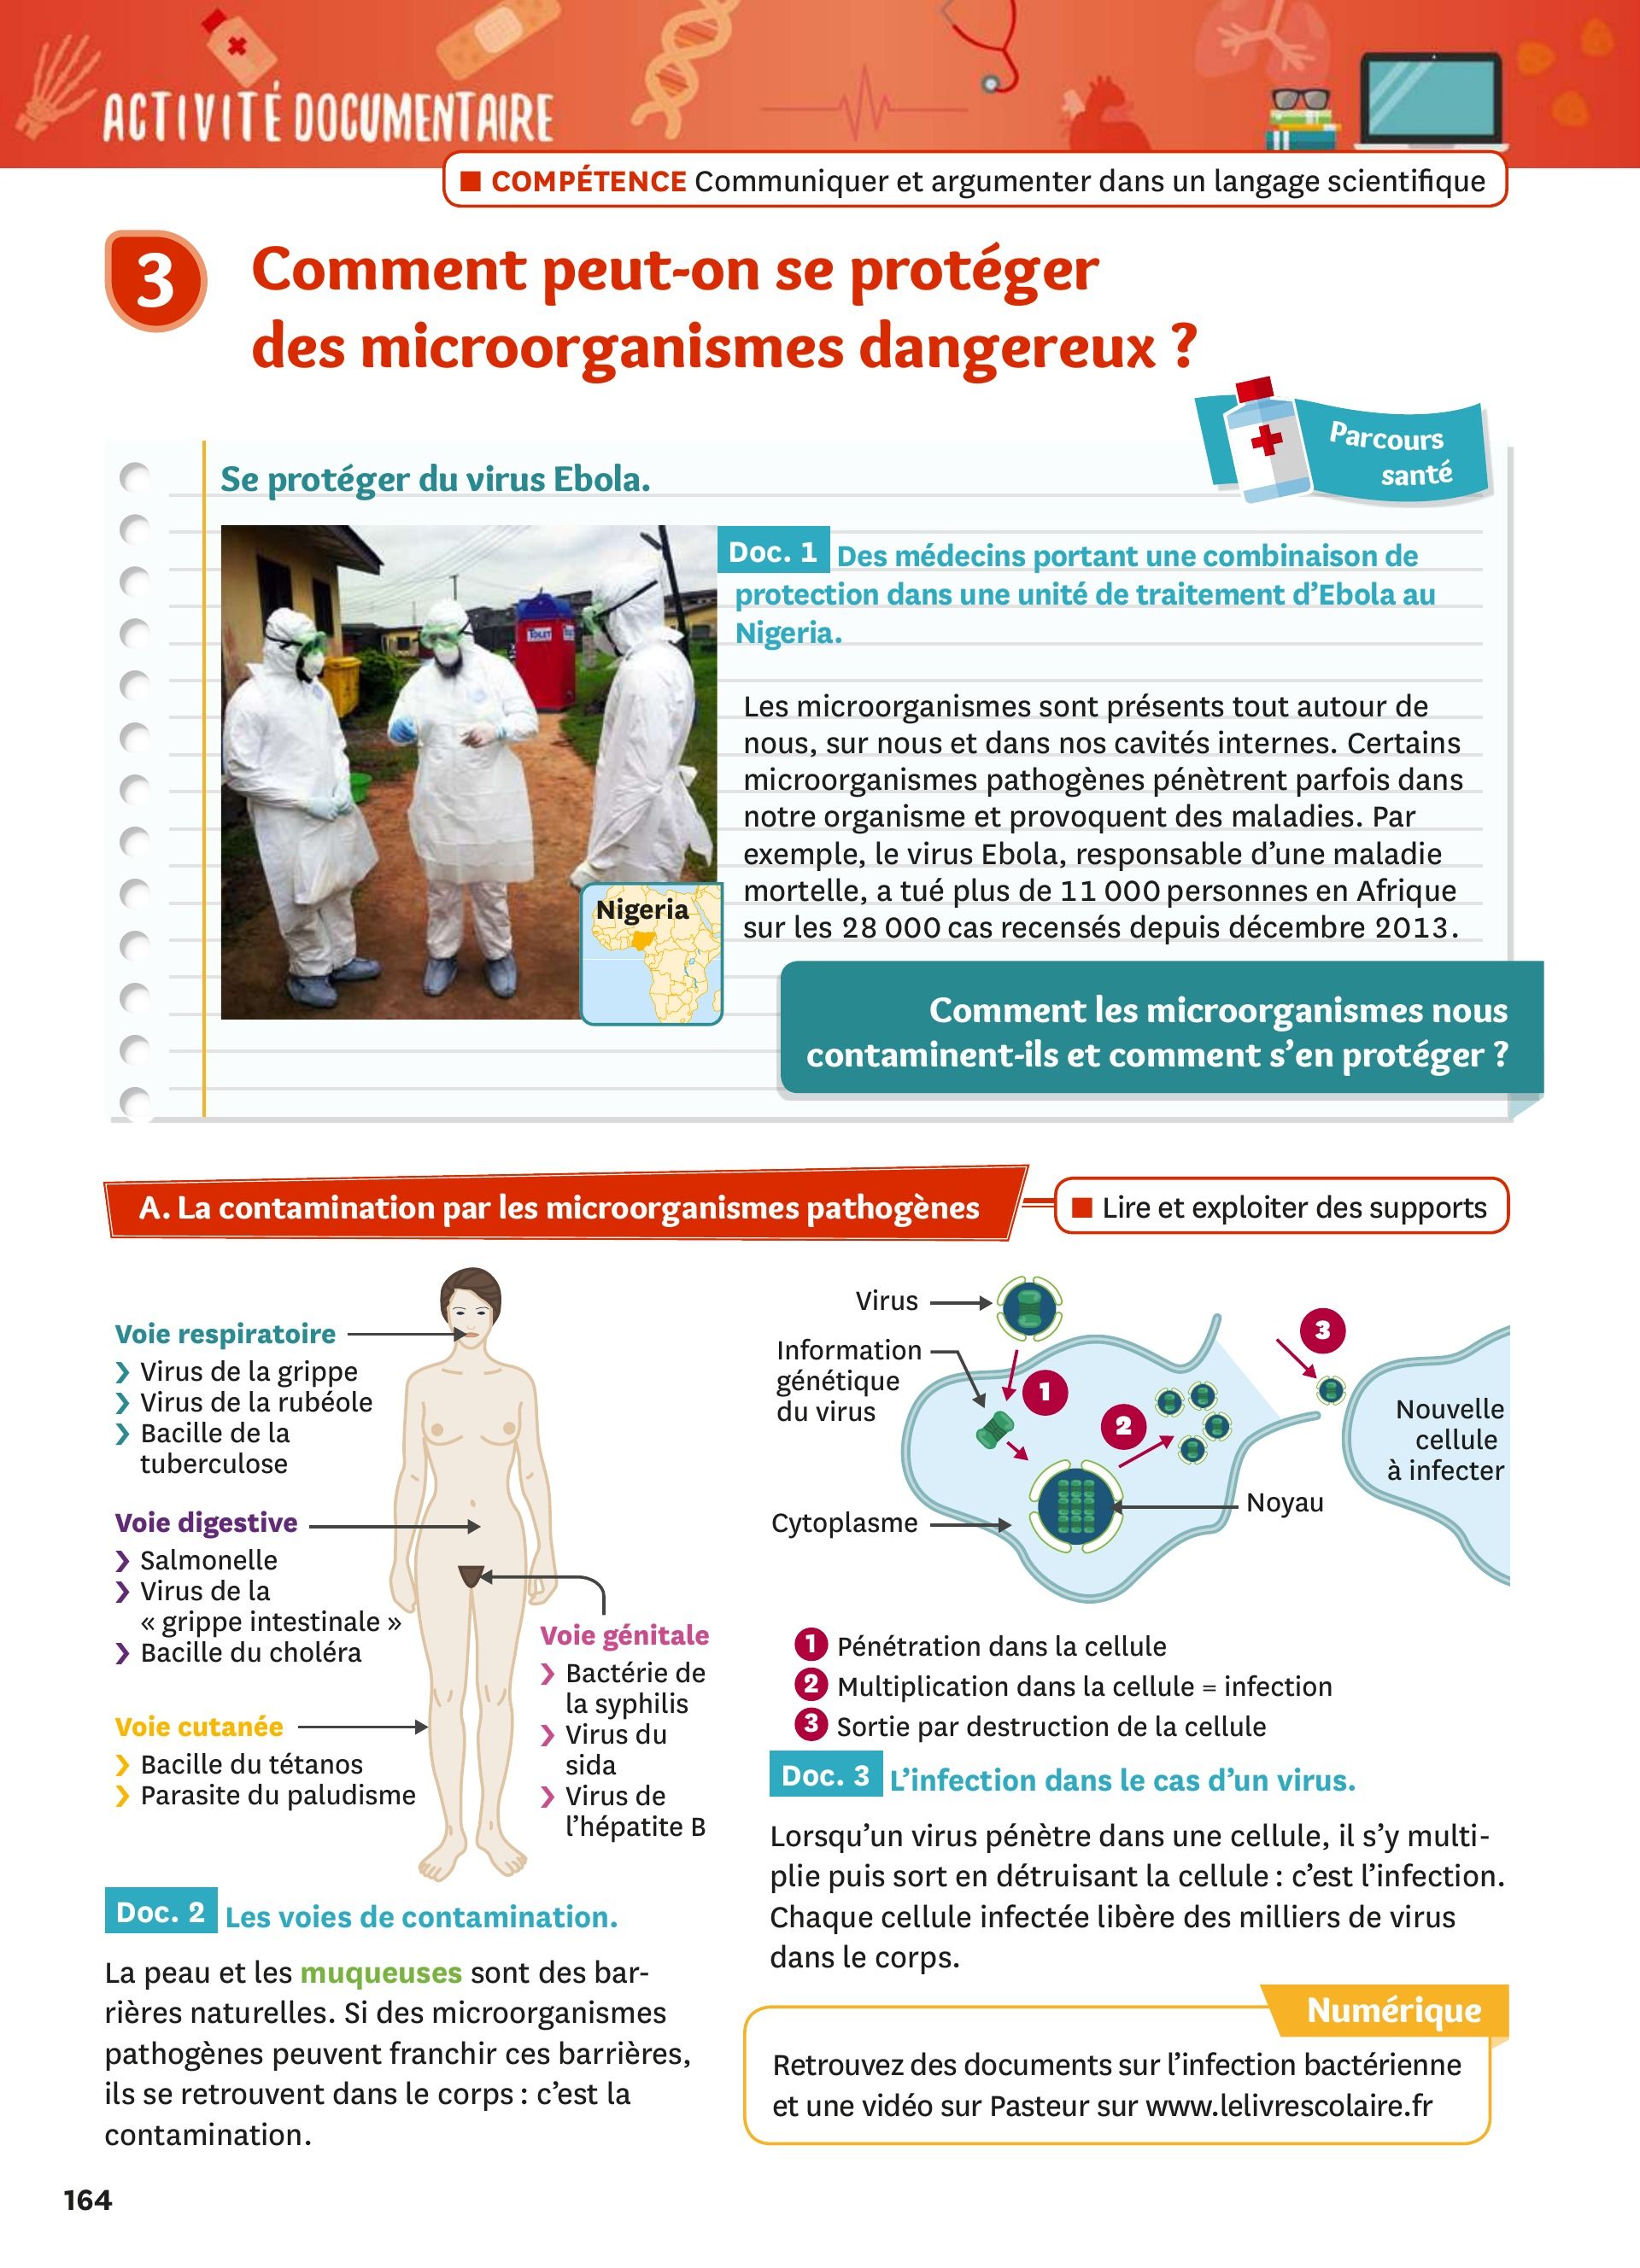 ACTIVITÉ DOCUMENTAIRE
■ COMPÉTENCE Communiquer et argumenter dans un langage scientifique
3
Comment peut-on se protéger
des microorganismes dangereux ?
Parcours
santé
Se protéger du virus Ebola.
TOILET
Nigeria
Doc. 1 Des médecins portant une combinaison de
protection dans une unité de traitement d’Ebola au
Nigeria.
Les microorganismes sont présents tout autour de
nous, sur nous et dans nos cavités internes. Certains
microorganismes pathogènes pénètrent parfois dans
notre organisme et provoquent des maladies. Par
exemple, le virus Ebola, responsable d’une maladie
mortelle, a tué plus de 11 000 personnes en Afrique
sur les 28 000 cas recensés depuis décembre 2013.
Comment les microorganismes nous
contaminent-ils et comment s’en protéger ?
A. La contamination par les microorganismes pathogènes
■ Lire et exploiter des supports
Voie respiratoire
❯ Virus de la grippe
❯ Virus de la rubéole
❯ Bacille de la
tuberculose
Voie digestive
❯ Salmonelle
❯ Virus de la
« grippe intestinale »
❯ Bacille du choléra
Voie cutanée
❯ Bacille du tétanos
❯ Parasite du paludisme
Voie génitale
❯ Bactérie de
la syphilis
❯ Virus du
sida
❯ Virus de
l’hépatite B
Doc. 2 Les voies de contamination.
La peau et les muqueuses sont des bar-
rières naturelles. Si des microorganismes
pathogènes peuvent franchir ces barrières,
ils se retrouvent dans le corps : c’est la
contamination.
Virus
Information
génétique
du virus
Cytoplasme
1
2
3
Noyau
Nouvelle
cellule
à infecter
1 Pénétration dans la cellule
2 Multiplication dans la cellule = infection
3 Sortie par destruction de la cellule
Doc. 3 L’infection dans le cas d’un virus.
Lorsqu’un virus pénètre dans une cellule, il s’y multi-
plie puis sort en détruisant la cellule : c’est l’infection.
Chaque cellule infectée libère des milliers de virus
dans le corps.
Numérique
Retrouvez des documents sur l’infection bactérienne
et une vidéo sur Pasteur sur www.lelivrescolaire.fr
164